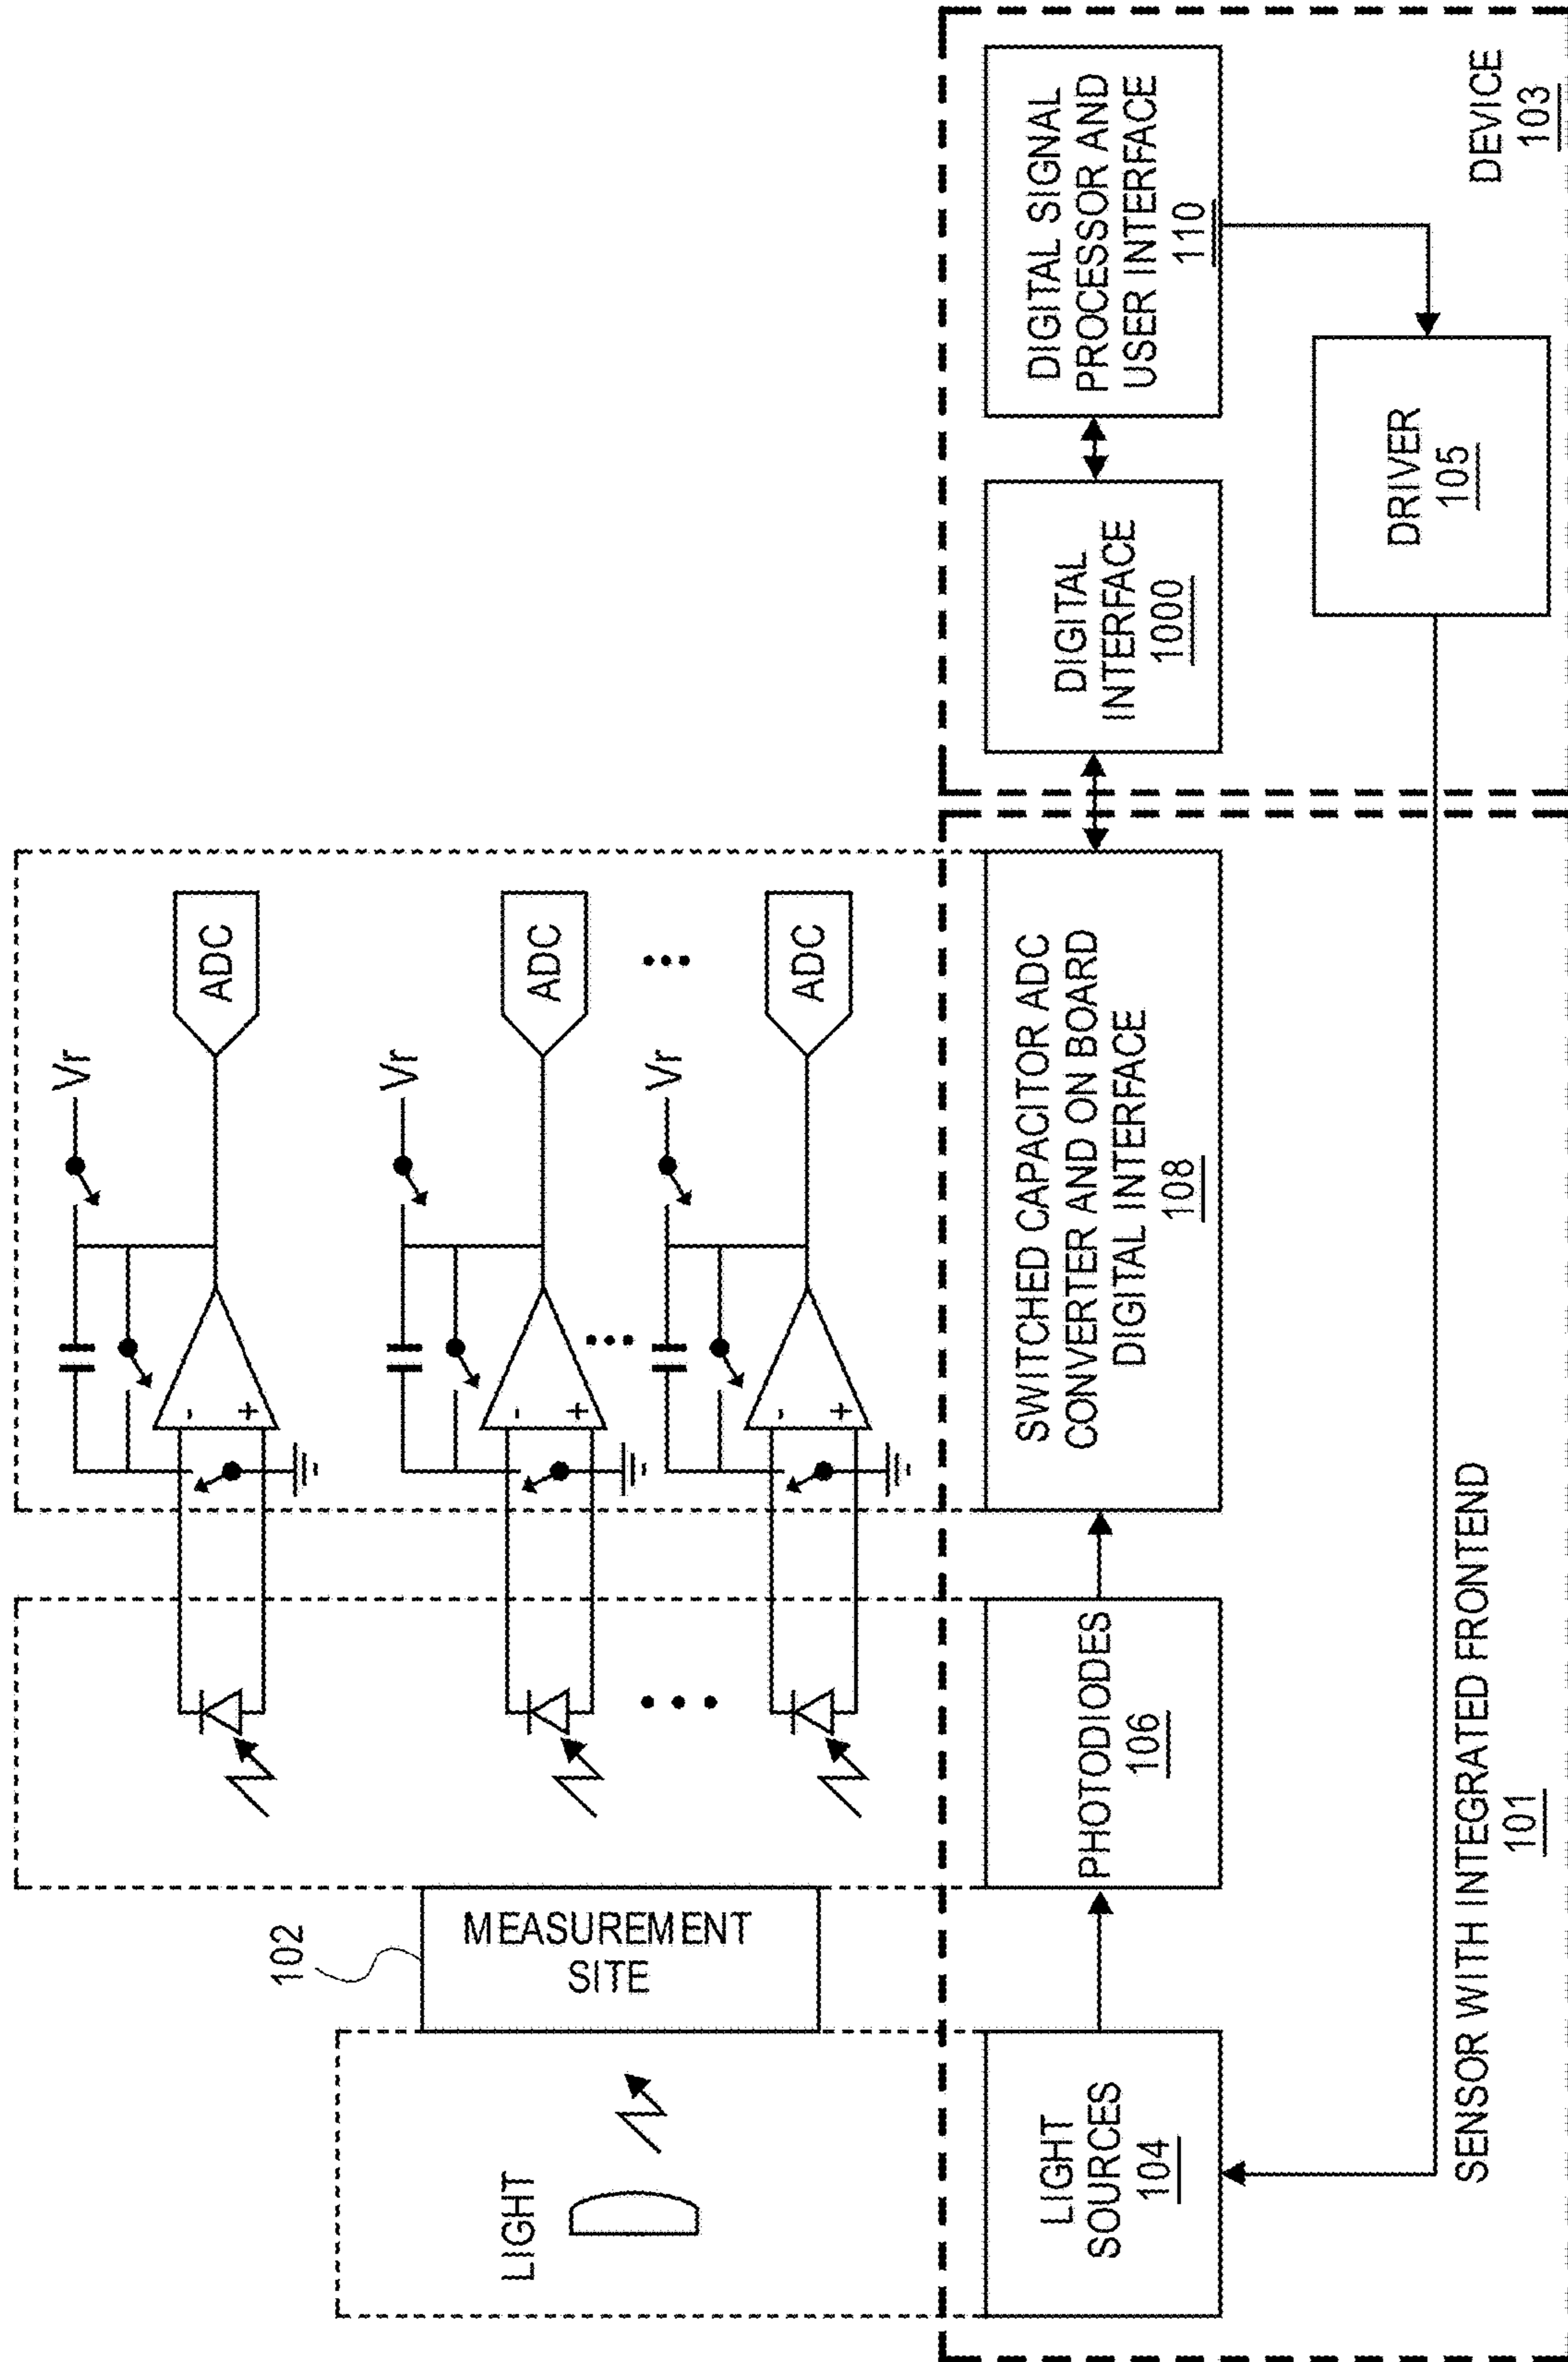 LIGHT
102
MEASUREMENT
SITE
-
+
Vr
ADC
-
+
Vr
ADC
-
+
Vr
ADC
LIGHT
SOURCES
104
PHOTODIODES
106
SWITCHED CAPACITOR ADC
CONVERTER AND ON BOARD
DIGITAL INTERFACE
108
DIGITAL
INTERFACE
1000
DIGITAL SIGNAL
PROCESSOR AND
USER INTERFACE
110
DRIVER
105
SENSOR WITH INTEGRATED FRONTEND
101
DEVICE
103